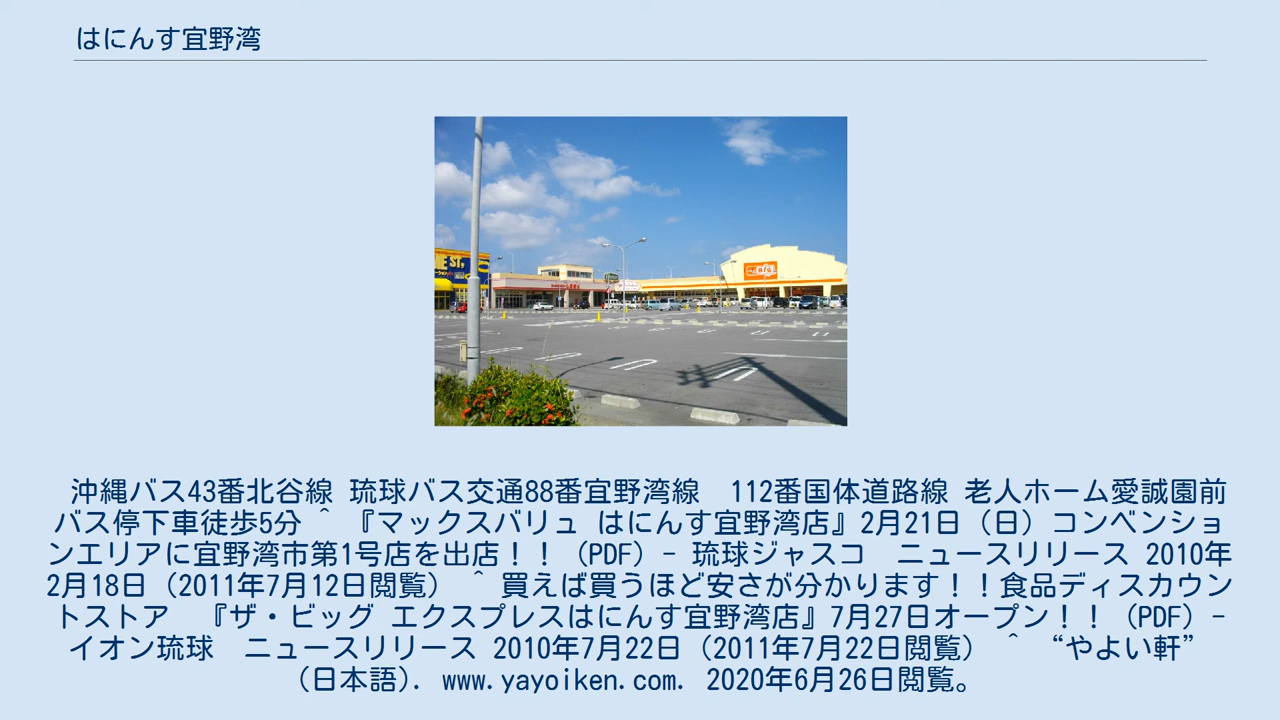 はにんす宜野湾
沖縄バス43番北谷線 琉球バス交通88番宜野湾線　112番国体道路線 老人ホーム愛誠園前
バス停下車徒歩5分 ^ 『マックスバリュ はにんす宜野湾店』2月21日（日）コンベンショ
ンエリアに宜野湾市第1号店を出店！！（PDF）- 琉球ジャスコ　ニュースリリース 2010年
2月18日（2011年7月12日閲覧） ^ 買えば買うほど安さが分かります！！食品ディスカウン
トストア　『ザ・ビッグ エクスプレスはにんす宜野湾店』7月27日オープン！！（PDF）-
イオン琉球　ニュースリリース 2010年7月22日（2011年7月22日閲覧） ^ “やよい軒”
(日本語). www.yayoiken.com. 2020年6月26日閲覧。